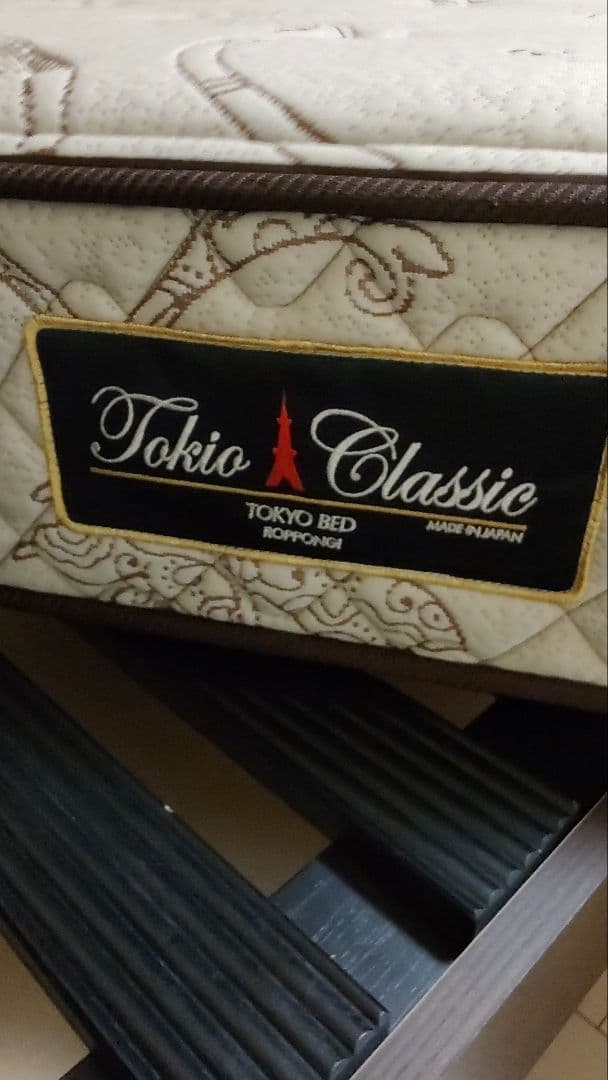 Tokio Classic
TOKYO BED
ROPPONGI
MADE IN JAPAN